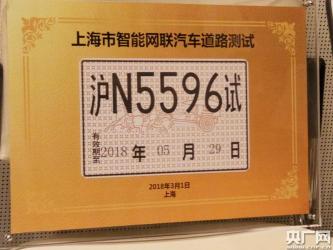 上海市智能网联汽车道路测试
沪N5596试
有效期至 2018 年 05 月 29 日
2018年3月1日
上海
央广网